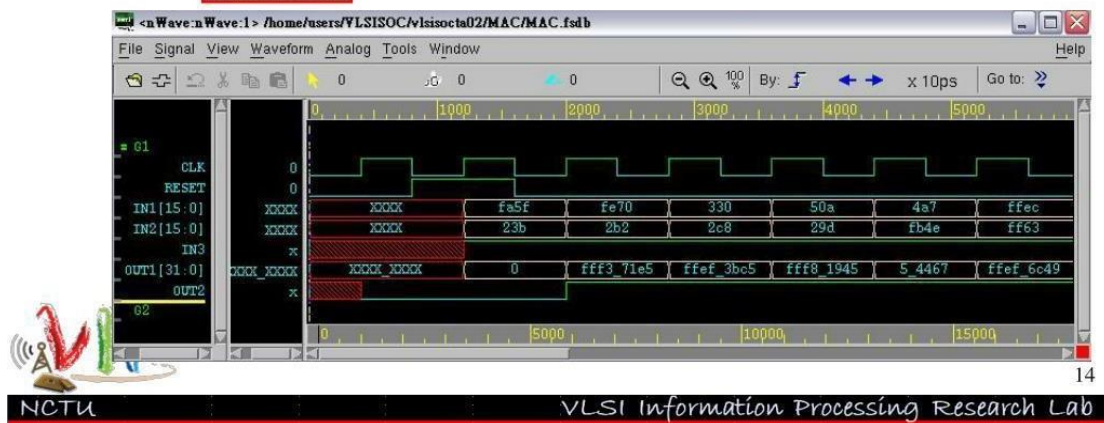 <nWave:nWave:1> /home/users/VLSISOC/vlsisocta02/MAC/MAC.fsdb
File Signal View Waveform Analog Tools Window Help
0 0 0 100 % By: x 10ps Go to:
0 1000 2000 3000 4000 5000
G1
CLK 0
RESET 0
IN1[15:0] XXXX XXXX fa5f fe70 330 50a 4a7 ffec
IN2[15:0] XXXX XXXX 23b 2b2 2c8 29d fb4e ff63
IN3 x
OUT1[31:0] XXXX_XXXX XXXX_XXXX 0 fff3_71e5 ffef_3bc5 fff8_1945 5_4467 ffef_6c49
OUT2 x
G2
0 5000 10000 15000
14
NCTU VLSI Information Processing Research Lab